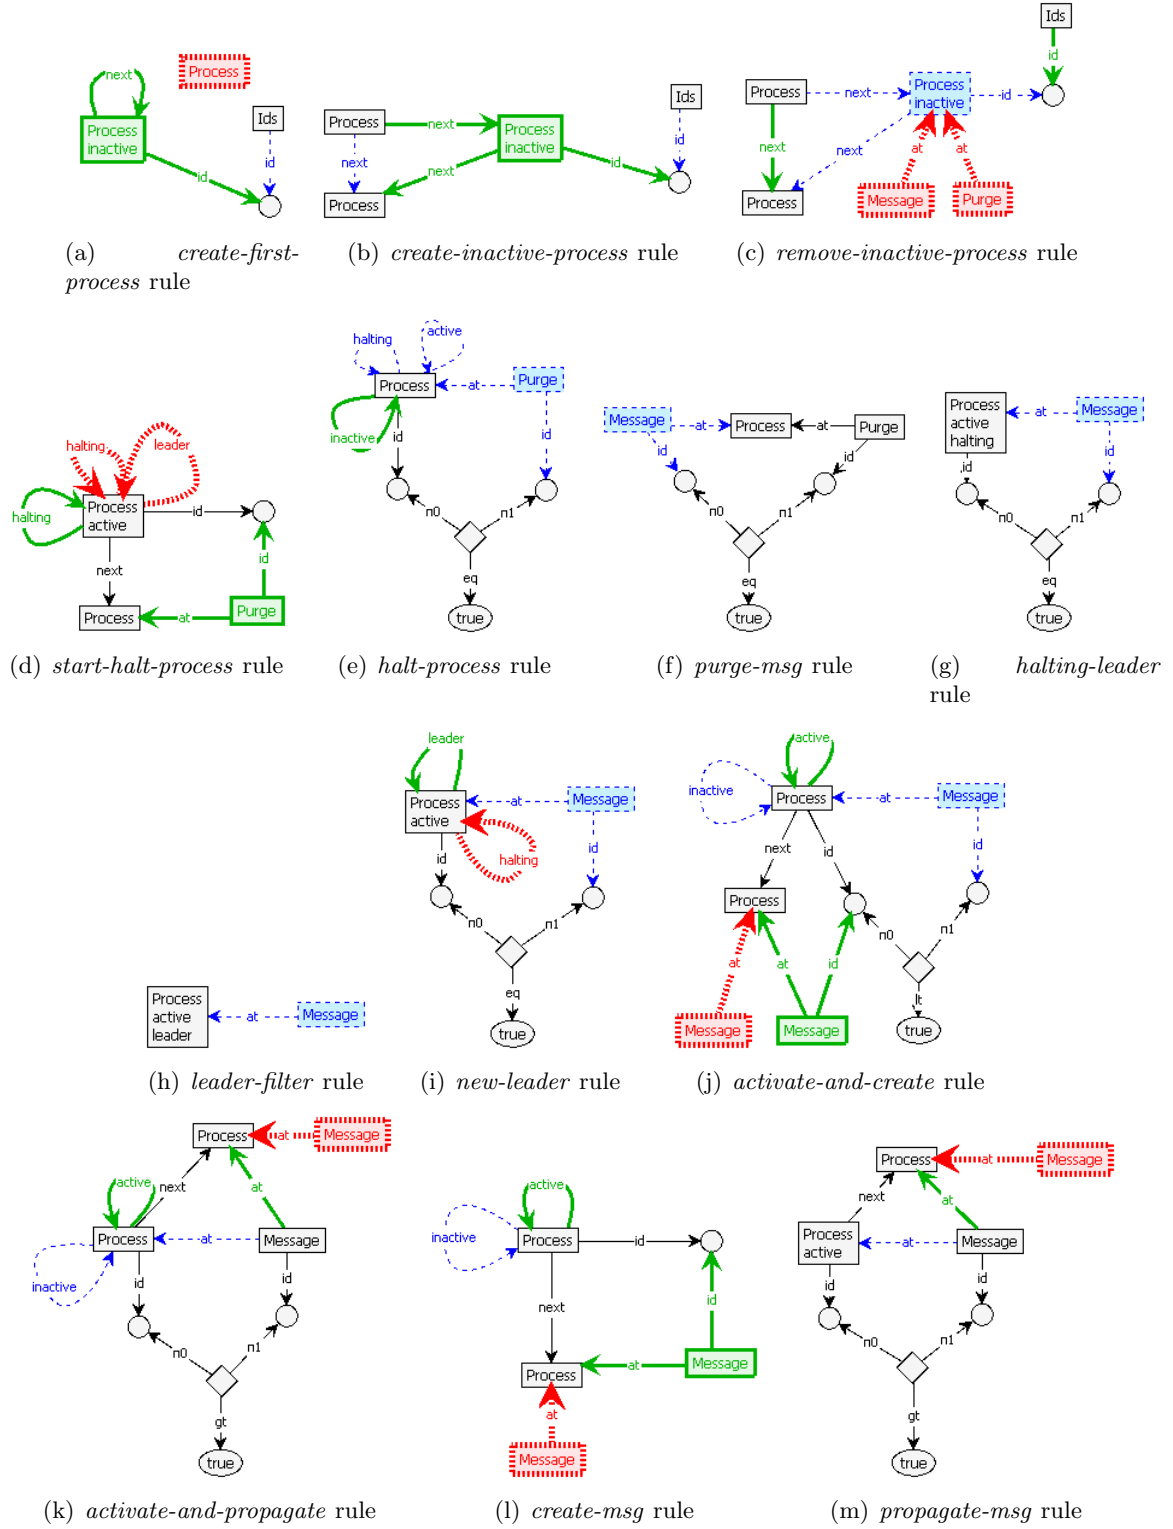 Process
next
Process
inactive
id
Ids
id
Process
next
next
Process
inactive
next
Process
id
Ids
id
Ids
id
Process
next
Process
inactive
id
next
next
at
at
Process
Message
Purge
(a) create-first-
process rule
(b) create-inactive-process rule
(c) remove-inactive-process rule
halting
leader
halting
Process
active
id
next
id
Process
at
Purge
halting
active
Process
at
Purge
inactive
id
id
n0
n1
eq
true
Message
at
Process
at
Purge
id
id
n0
n1
eq
true
Process
active
halting
at
Message
id
id
n0
n1
eq
true
(d) start-halt-process rule
(e) halt-process rule
(f) purge-msg rule
(g) halting-leader
rule
Process
active
leader
at
Message
leader
Process
active
at
Message
id
halting
id
n0
n1
eq
true
active
inactive
Process
at
Message
next
id
id
Process
n0
n1
at
at
id
lt
Message
Message
true
(h) leader-filter rule
(i) new-leader rule
(j) activate-and-create rule
Process
at
Message
active
next
at
Process
at
Message
inactive
id
id
n0
n1
gt
true
active
inactive
Process
id
next
id
Process
at
Message
at
Message
Process
at
Message
next
at
Process
active
at
Message
id
id
n0
n1
gt
true
(k) activate-and-propagate rule
(l) create-msg rule
(m) propagate-msg rule